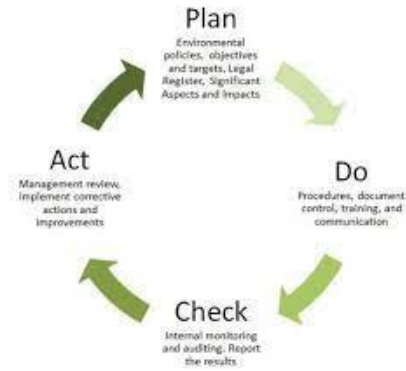 Plan
Environmental
policies, objectives
and targets, Legal
Register, Significant
Aspects and Impacts
Do
Procedures, document
control, training, and
communication
Check
Internal monitoring
and auditing. Report
the results
Act
Management review,
implement corrective
actions and
improvements